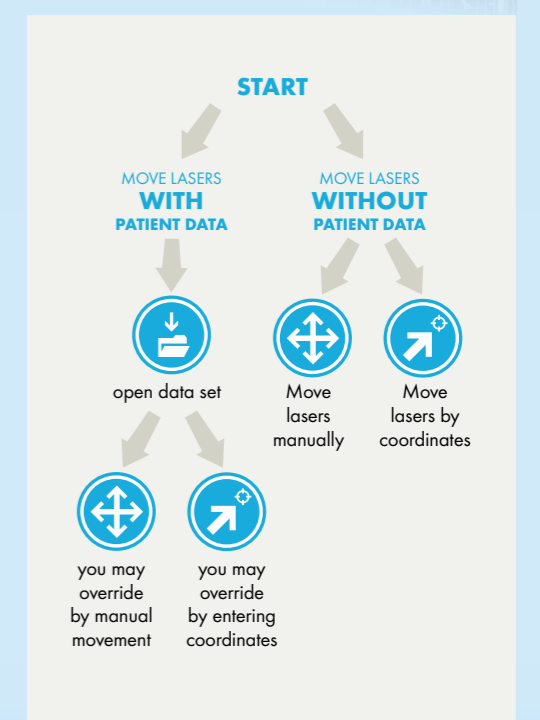 START
MOVE LASERS
WITH
PATIENT DATA
MOVE LASERS
WITHOUT
PATIENT DATA
open data set
Move
lasers
manually
Move
lasers by
coordinates
you may
override
by manual
movement
you may
override
by entering
coordinates